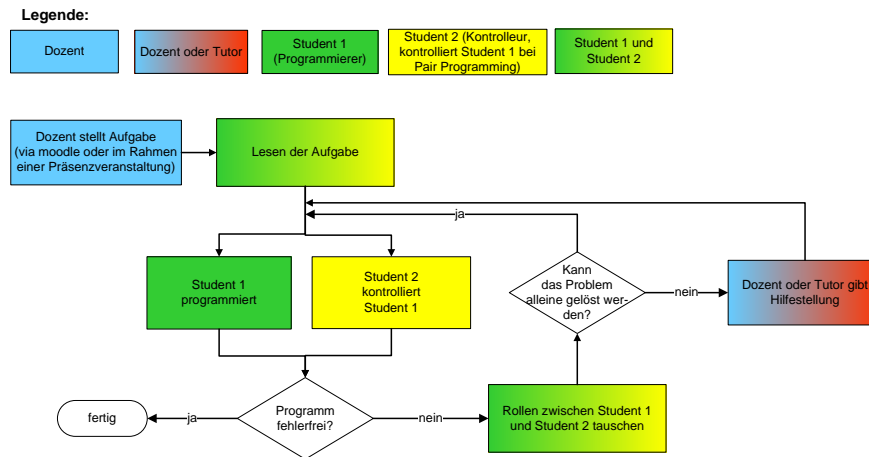 Legende:
Dozent
Dozent oder Tutor
Student 1
(Programmierer)
Student 2 (Kontrolleur,
kontrolliert Student 1 bei
Pair Programming)
Student 1 und
Student 2
Dozent stellt Aufgabe
(via moodle oder im Rahmen
einer Präsenzveranstaltung)
Lesen der Aufgabe
ja
Student 1
programmiert
Student 2
kontrolliert
Student 1
Kann
das Problem
alleine gelöst wer-
den?
nein
Dozent oder Tutor gibt
Hilfestellung
fertig
ja
Programm
fehlerfrei?
nein
Rollen zwischen Student 1
und Student 2 tauschen